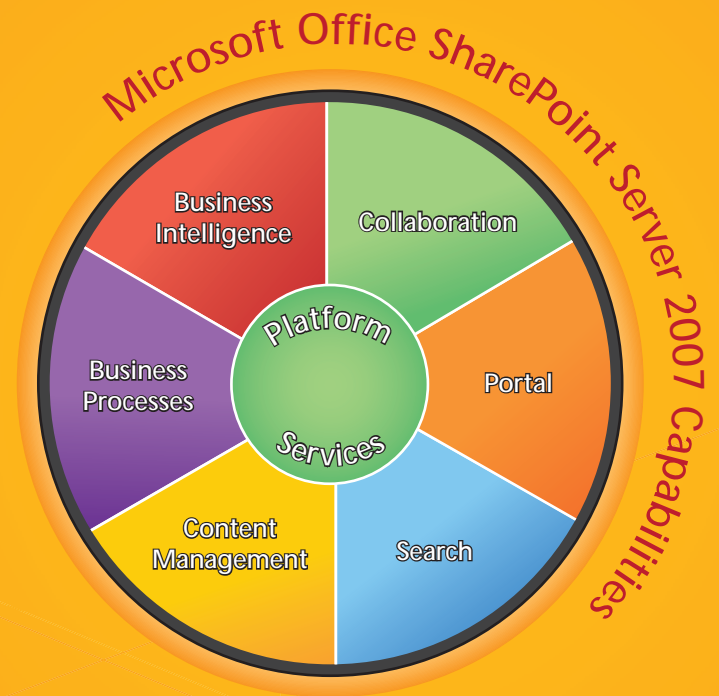 Microsoft Office SharePoint Server 2007 Capabilities
Business
Intelligence
Collaboration
Platform
Services
Business
Processes
Portal
Content
Management
Search